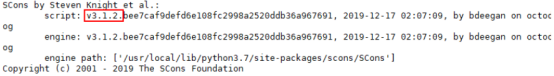 SCons by Steven Knight et al.:
script: v3.1.2.bee7caf9defd6e108fc2998a2520ddb36a967691, 2019-12-17 02:07:09, by bdeegan on octo
og
engine: v3.1.2.bee7caf9defd6e108fc2998a2520ddb36a967691, 2019-12-17 02:07:09, by bdeegan on octo
og
engine path: ['/usr/local/lib/python3.7/site-packages/scons/SCons']
Copyright (c) 2001 - 2019 The SCons Foundation